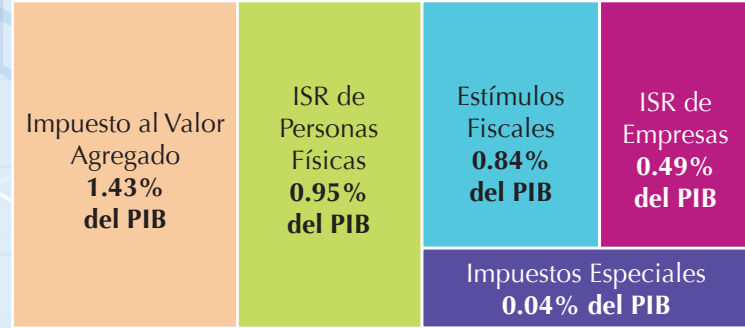 Impuesto al Valor
Agregado
1.43%
del PIB
ISR de
Personas
Físicas
0.95%
del PIB
Estímulos
Fiscales
0.84%
del PIB
ISR de
Empresas
0.49%
del PIB
Impuestos Especiales
0.04% del PIB